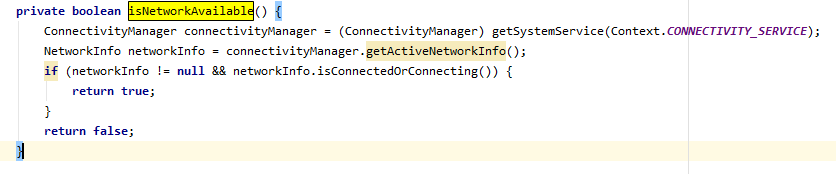 private boolean isNetworkAvailable() {
ConnectivityManager connectivityManager = (ConnectivityManager) getSystemService(Context.CONNECTIVITY_SERVICE);
NetworkInfo networkInfo = connectivityManager.getActiveNetworkInfo();
if (networkInfo != null && networkInfo.isConnectedOrConnecting()) {
return true;
}
return false;
}